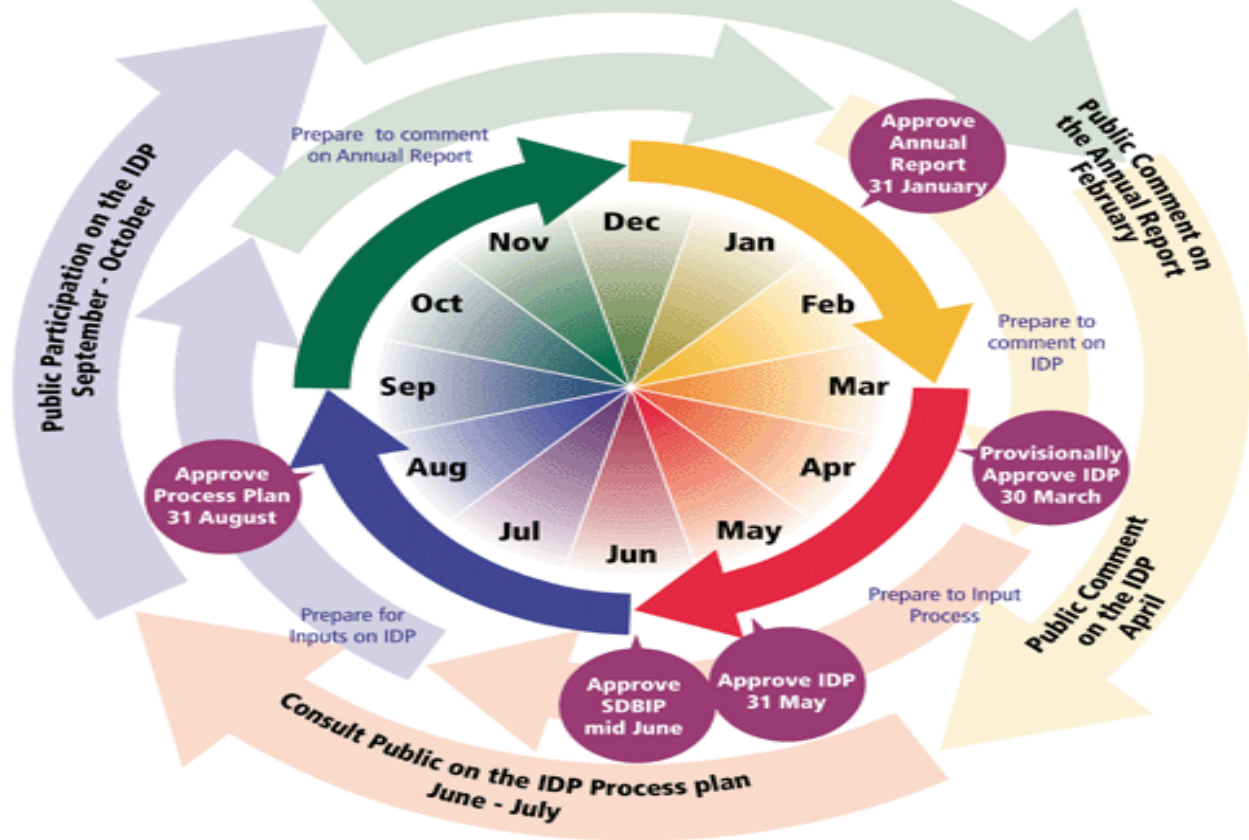 Prepare to comment
on Annual Report
Approve
Annual
Report
31 January
Public Comment on
the Annual Report
February
Public Participation on the IDP
September - October
Dec
Jan
Feb
Mar
Apr
May
Jun
Jul
Aug
Sep
Oct
Nov
Prepare to
comment on
IDP
Provisionally
Approve IDP
30 March
Approve
Process Plan
31 August
Public Comment
on the IDP
April
Prepare to Input
Process
Prepare for
Inputs on IDP
Approve
SDBIP
mid June
Approve IDP
31 May
Consult Public on the IDP Process plan
June - July